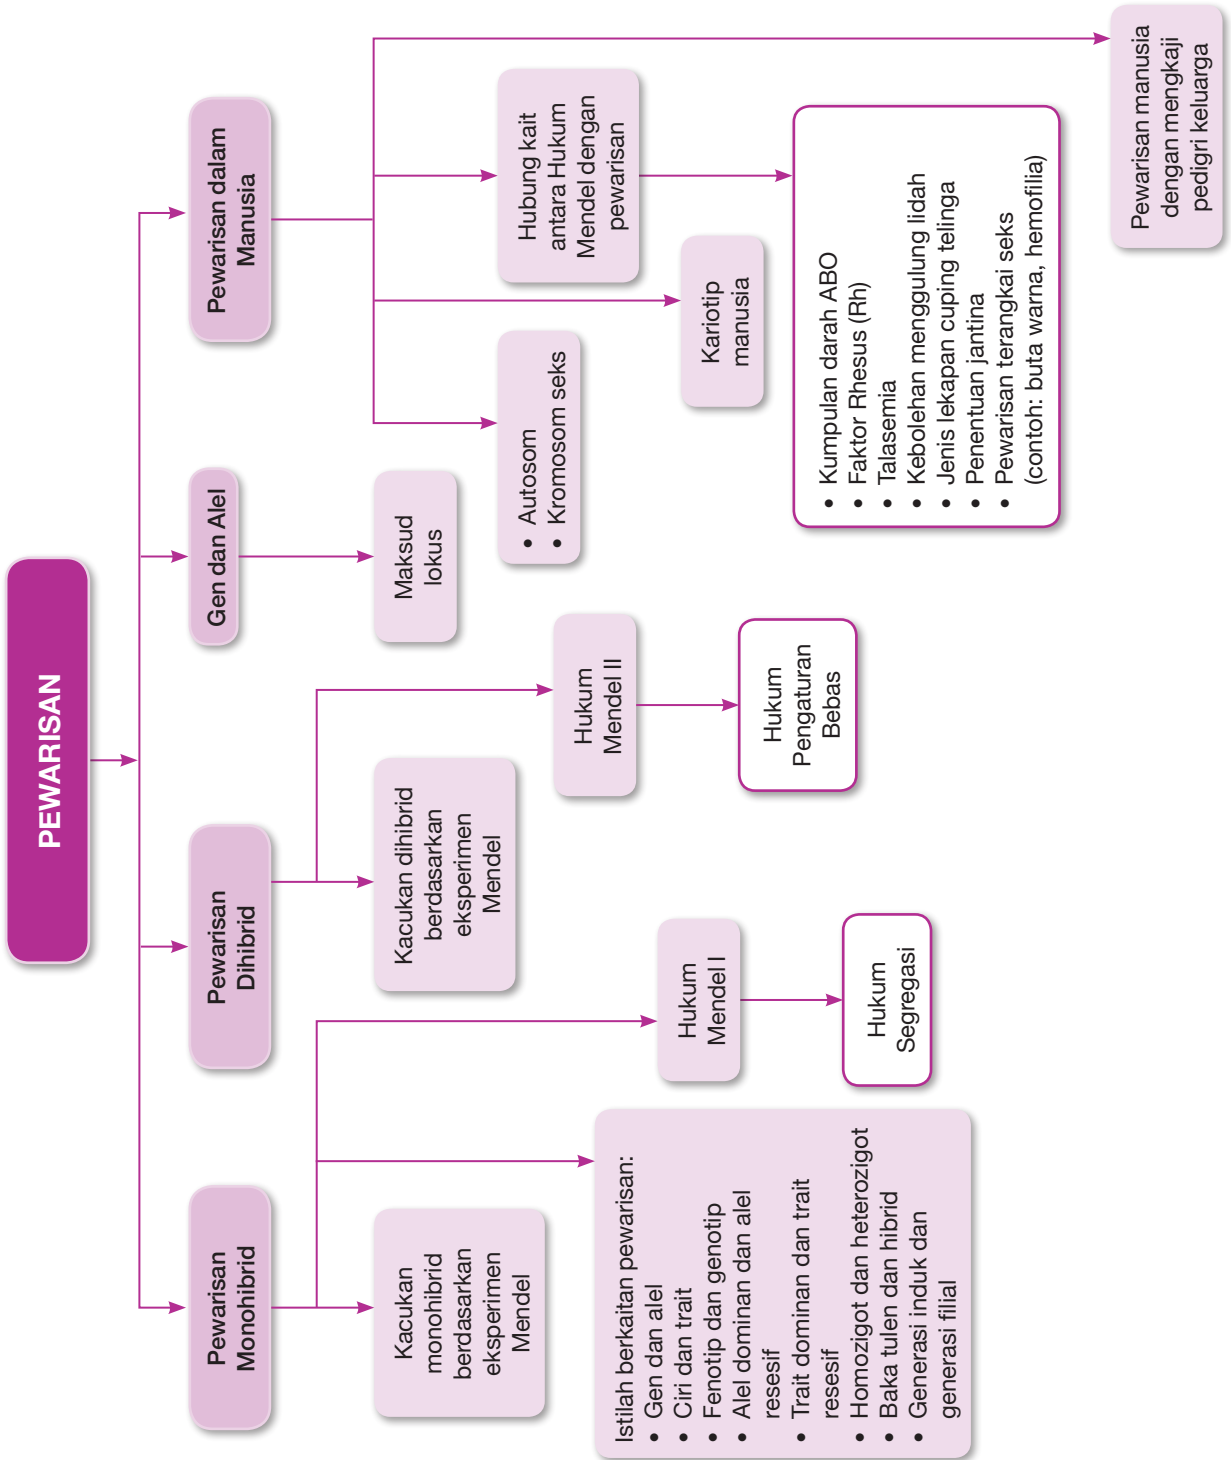 PEWARISAN
Pewarisan
Monohibrid
Kacukan
monohibrid
berdasarkan
eksperimen
Mendel
Istilah berkaitan pewarisan:
• Gen dan alel
• Ciri dan trait
• Fenotip dan genotip
• Alel dominan dan alel
resesif
• Trait dominan dan trait
resesif
• Homozigot dan heterozigot
• Baka tulen dan hibrid
• Generasi induk dan
generasi filial
Hukum
Mendel I
Hukum
Segregasi
Pewarisan
Dihibrid
Kacukan dihibrid
berdasarkan
eksperimen
Mendel
Hukum
Mendel II
Hukum
Pengaturan
Bebas
Gen dan Alel
Maksud
lokus
Pewarisan dalam
Manusia
• Autosom
• Kromosom seks
Kariotip
manusia
Hubung kait
antara Hukum
Mendel dengan
pewarisan
• Kumpulan darah ABO
• Faktor Rhesus (Rh)
• Talasemia
• Kebolehan menggulung lidah
• Jenis lekapan cuping telinga
• Penentuan jantina
• Pewarisan terangkai seks
(contoh: buta warna, hemofilia)
Pewarisan manusia
dengan mengkaji
pedigri keluarga